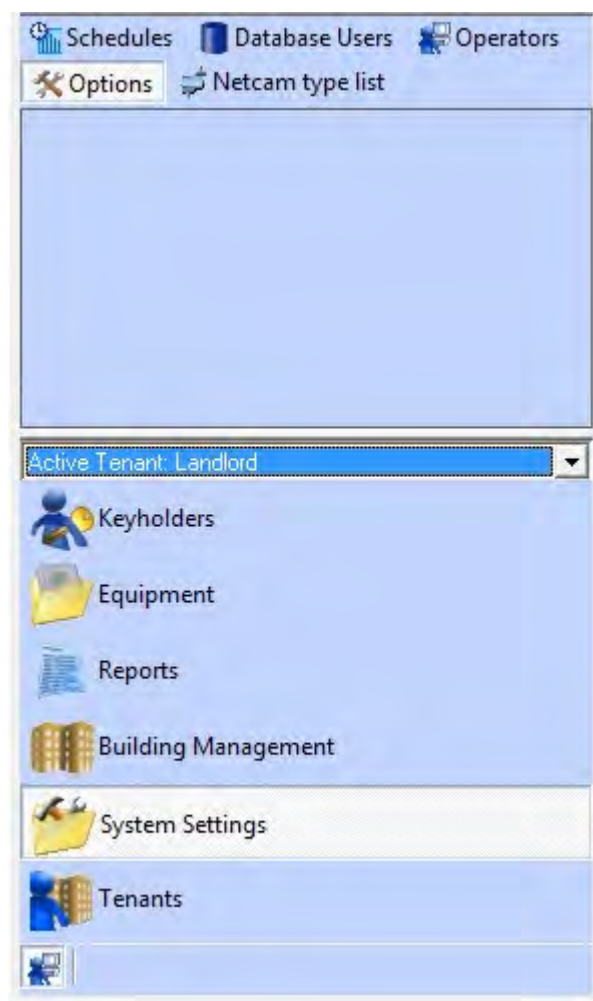 Schedules Database Users Operators
Options Netcam type list
Active Tenant: Landlord
Keyholders
Equipment
Reports
Building Management
System Settings
Tenants